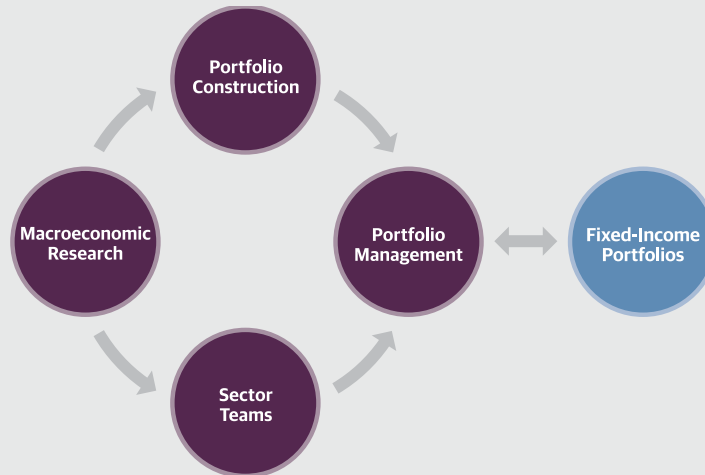 Portfolio
Construction
Macroeconomic
Research
Portfolio
Management
Fixed-Income
Portfolios
Sector
Teams